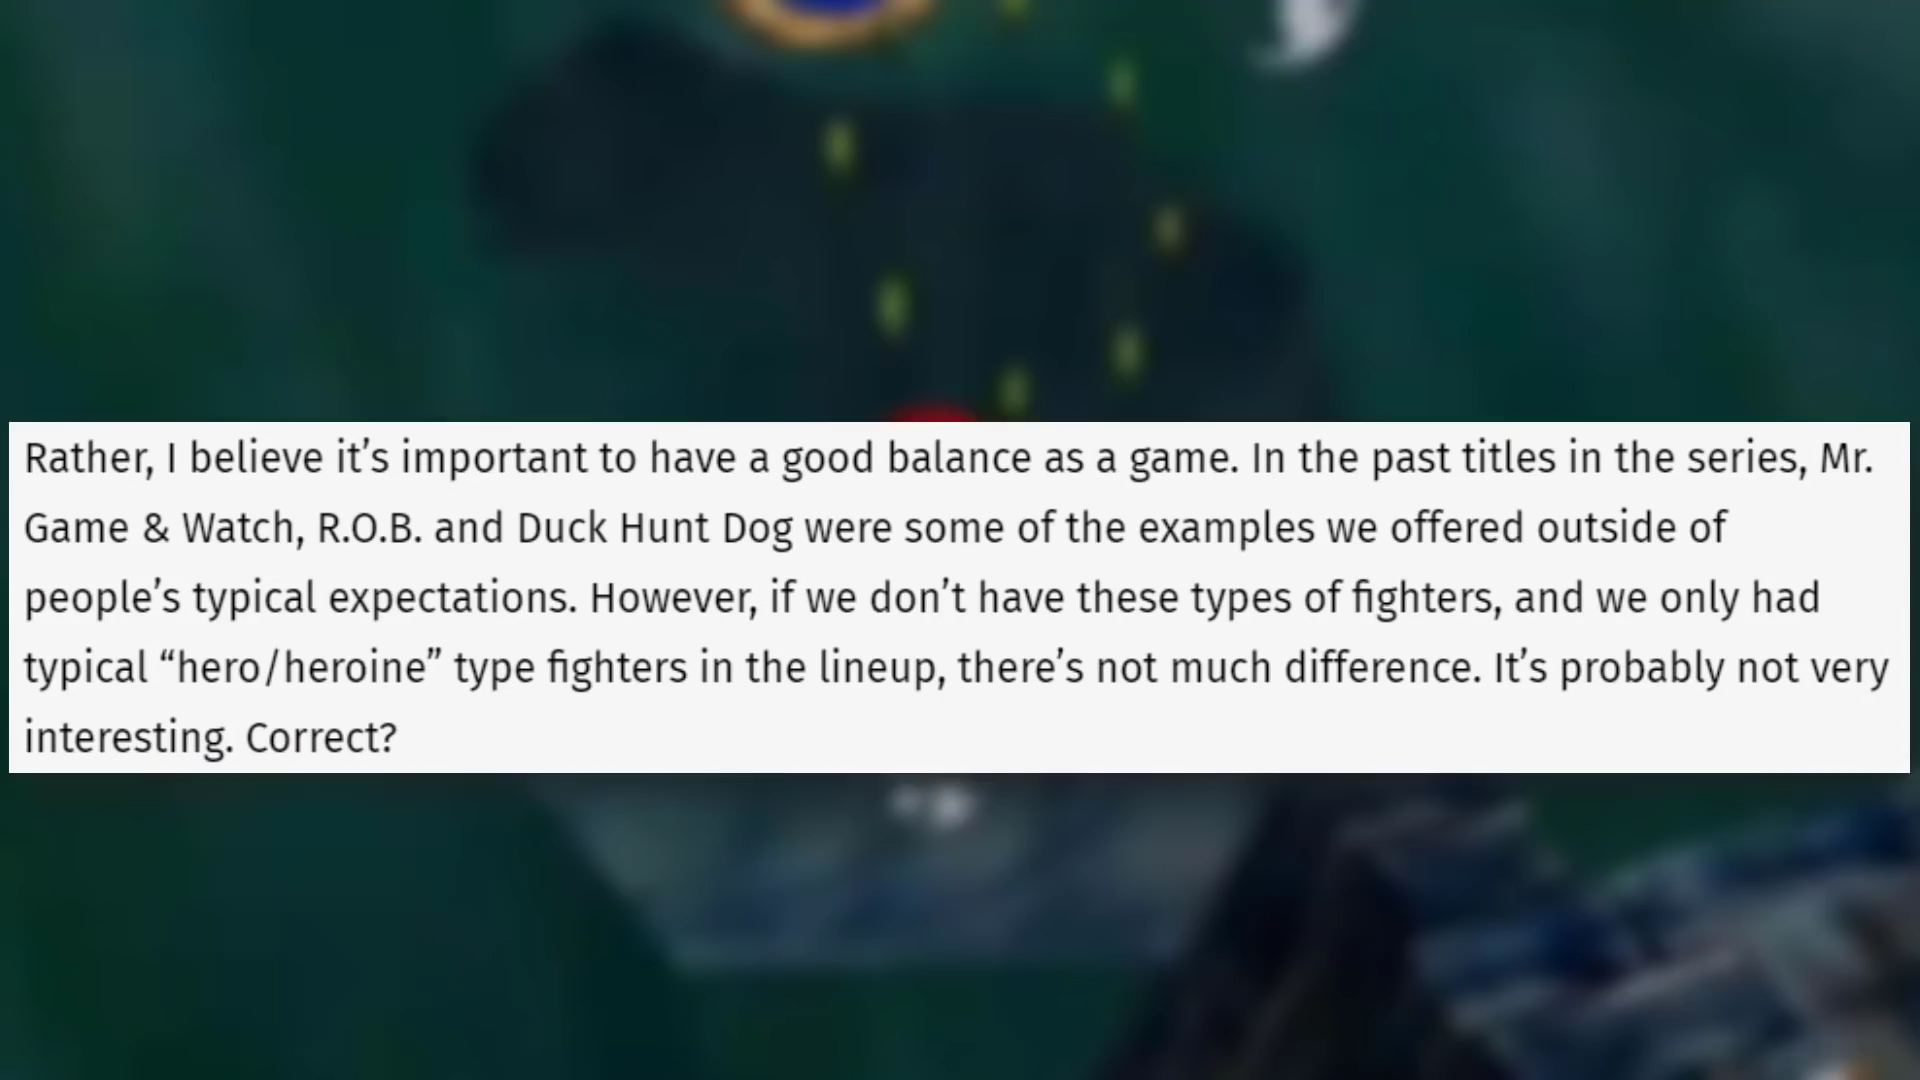 Rather, I believe it’s important to have a good balance as a game. In the past titles in the series, Mr.
Game & Watch, R.O.B. and Duck Hunt Dog were some of the examples we offered outside of
people’s typical expectations. However, if we don’t have these types of fighters, and we only had
typical “hero/heroine” type fighters in the lineup, there’s not much difference. It’s probably not very
interesting. Correct?